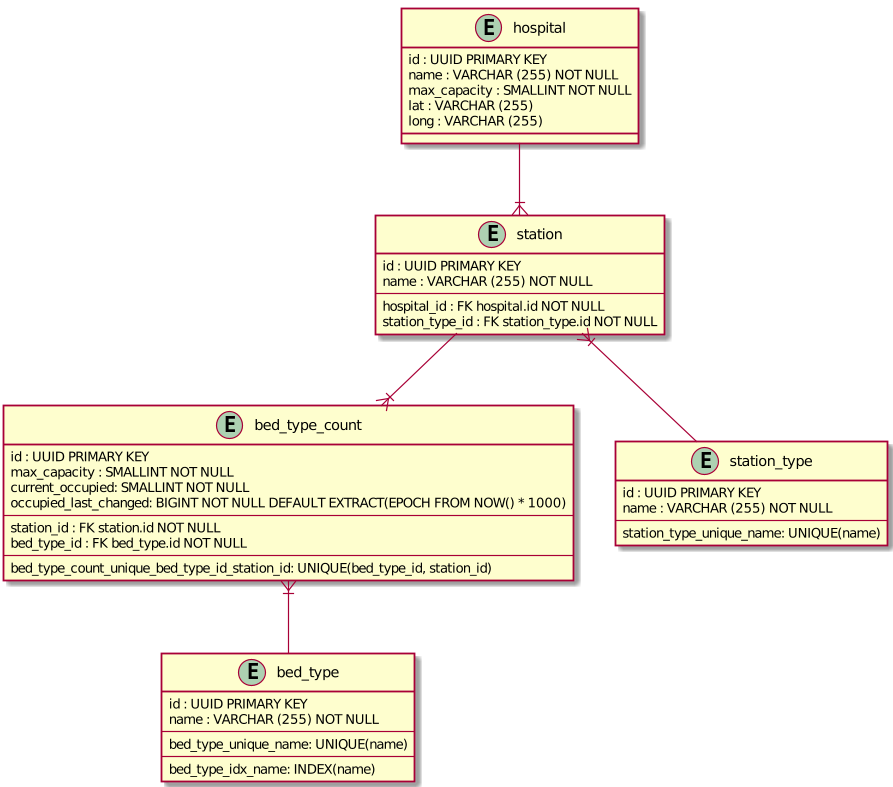 E hospital
id : UUID PRIMARY KEY
name : VARCHAR (255) NOT NULL
max_capacity : SMALLINT NOT NULL
lat : VARCHAR (255)
long : VARCHAR (255)
E station
id : UUID PRIMARY KEY
name : VARCHAR (255) NOT NULL
hospital_id : FK hospital.id NOT NULL
station_type_id : FK station_type.id NOT NULL
E bed_type_count
id : UUID PRIMARY KEY
max_capacity : SMALLINT NOT NULL
current_occupied: SMALLINT NOT NULL
occupied_last_changed: BIGINT NOT NULL DEFAULT EXTRACT(EPOCH FROM NOW() * 1000)
station_id : FK station.id NOT NULL
bed_type_id : FK bed_type.id NOT NULL
bed_type_count_unique_bed_type_id_station_id: UNIQUE(bed_type_id, station_id)
E station_type
id : UUID PRIMARY KEY
name : VARCHAR (255) NOT NULL
station_type_unique_name: UNIQUE(name)
E bed_type
id : UUID PRIMARY KEY
name : VARCHAR (255) NOT NULL
bed_type_unique_name: UNIQUE(name)
bed_type_idx_name: INDEX(name)